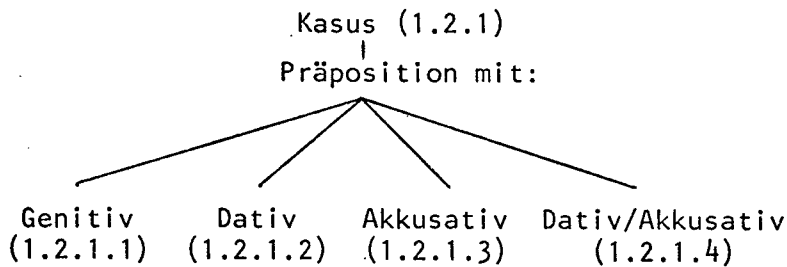 Kasus (1.2.1)
Präposition mit:
Genitiv Dativ Akkusativ Dativ/Akkusativ
(1.2.1.1) (1.2.1.2) (1.2.1.3) (1.2.1.4)